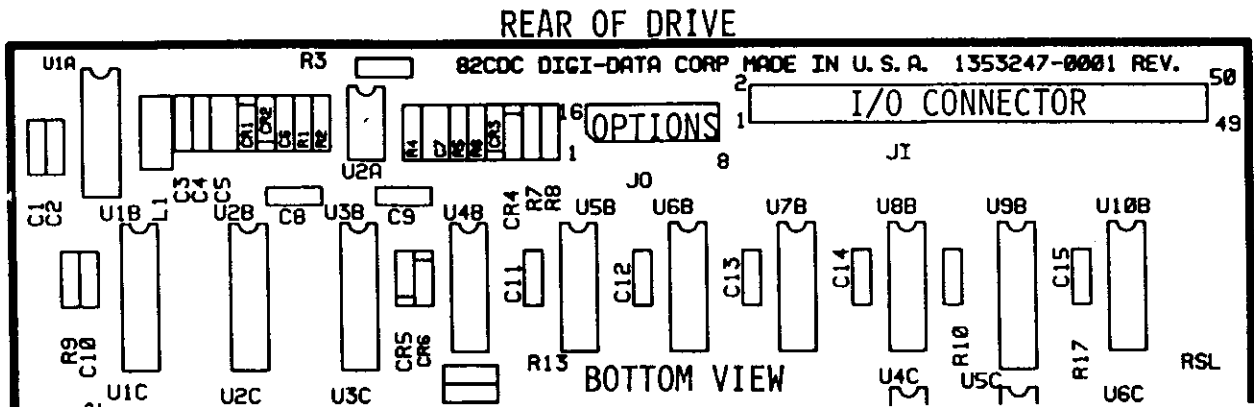 REAR OF DRIVE
U1A R3 82CDC DIGI-DATA CORP MADE IN U.S.A. 1353247-0001 REV.
2 50
I/O CONNECTOR
CR1 CR2 C6 R1 R2
R4 C7 R5 R6 CR3
16 OPTIONS 1 49
1 8
U2A J1
J0
C1 C2 L1 C3 C4 C5 C8 C9 CR4 R7 R8
U1B U2B U3B U4B U5B U6B U7B U8B U9B U10B
C11 C12 C13 C14 C15
R9 C10 CR5 CR6 R13 R10 R17 RSL
BOTTOM VIEW
U1C U2C U3C U4C U5C U6C